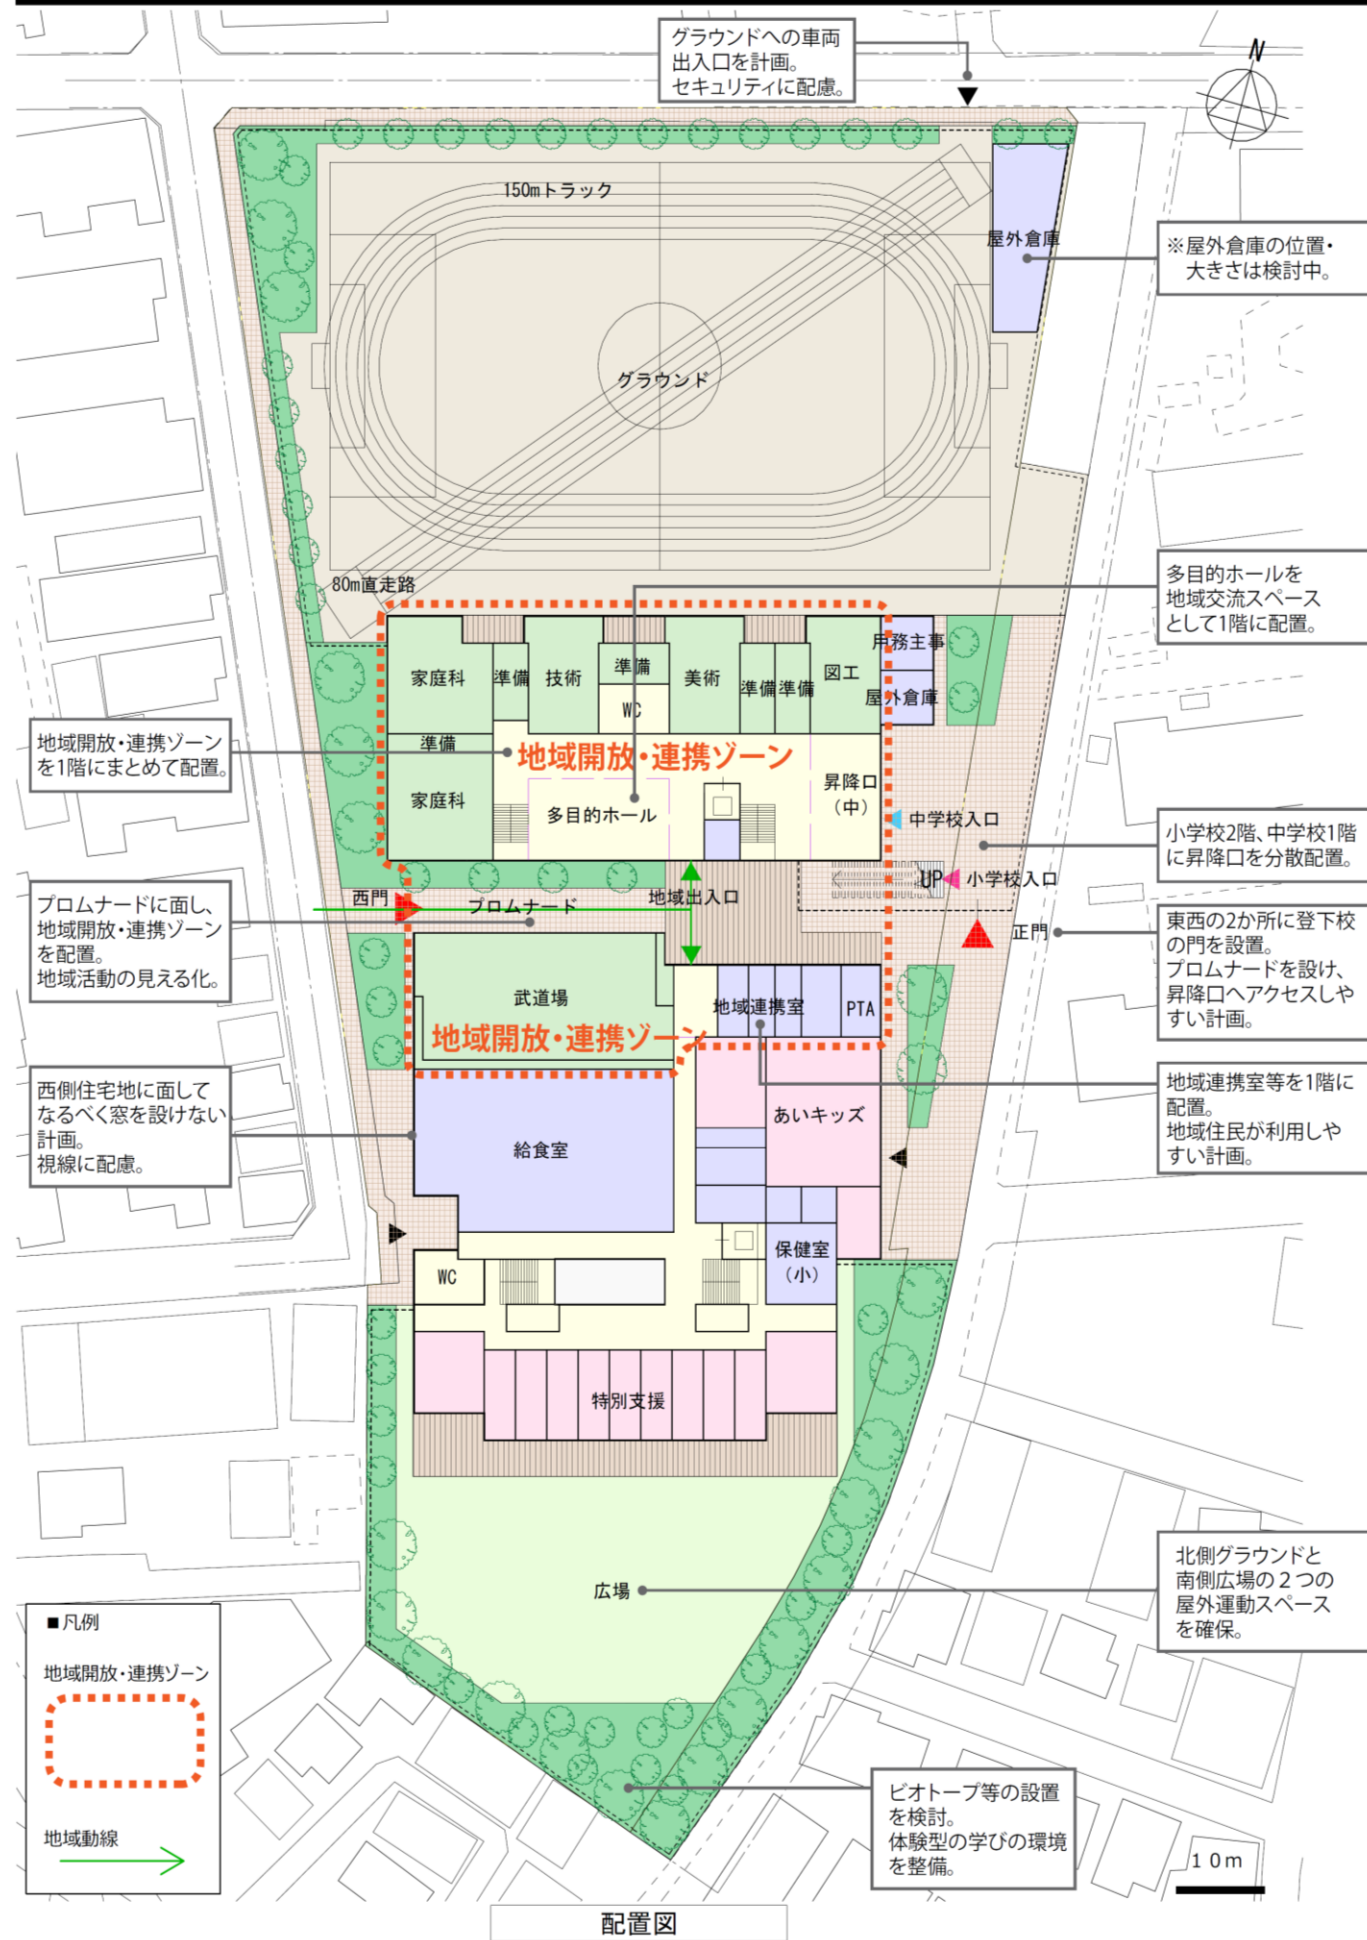 グラウンドへの車両
出入口を計画。
セキュリティに配慮。
N
150mトラック
屋外倉庫
※屋外倉庫の位置・
大きさは検討中。
グラウンド
80m直走路
多目的ホールを
地域交流スペース
として1階に配置。
家庭科
準備
技術
準備
美術
準備
準備
図工
用務主事
屋外倉庫
WC
準備
地域開放・連携ゾーン
家庭科
多目的ホール
昇降口
（中）
地域開放・連携ゾーン
を1階にまとめて配置。
中学校入口
小学校2階、中学校1階
に昇降口を分散配置。
UP
小学校入口
西門
プロムナード
地域出入口
正門
プロムナードに面し、
地域開放・連携ゾーン
を配置。
地域活動の見える化。
東西の2か所に登下校
の門を設置。
プロムナードを設け、
昇降口へアクセスしや
すい計画。
武道場
地域連携室
PTA
地域開放・連携ゾーン
西側住宅地に面して
なるべく窓を設けない
計画。
視線に配慮。
地域連携室等を1階に
配置。
地域住民が利用しや
すい計画。
あいキッズ
給食室
保健室
（小）
WC
特別支援
広場
北側グラウンドと
南側広場の２つの
屋外運動スペース
を確保。
■凡例
地域開放・連携ゾーン
地域動線
ビオトープ等の設置
を検討。
体験型の学びの環境
を整備。
10m
配置図